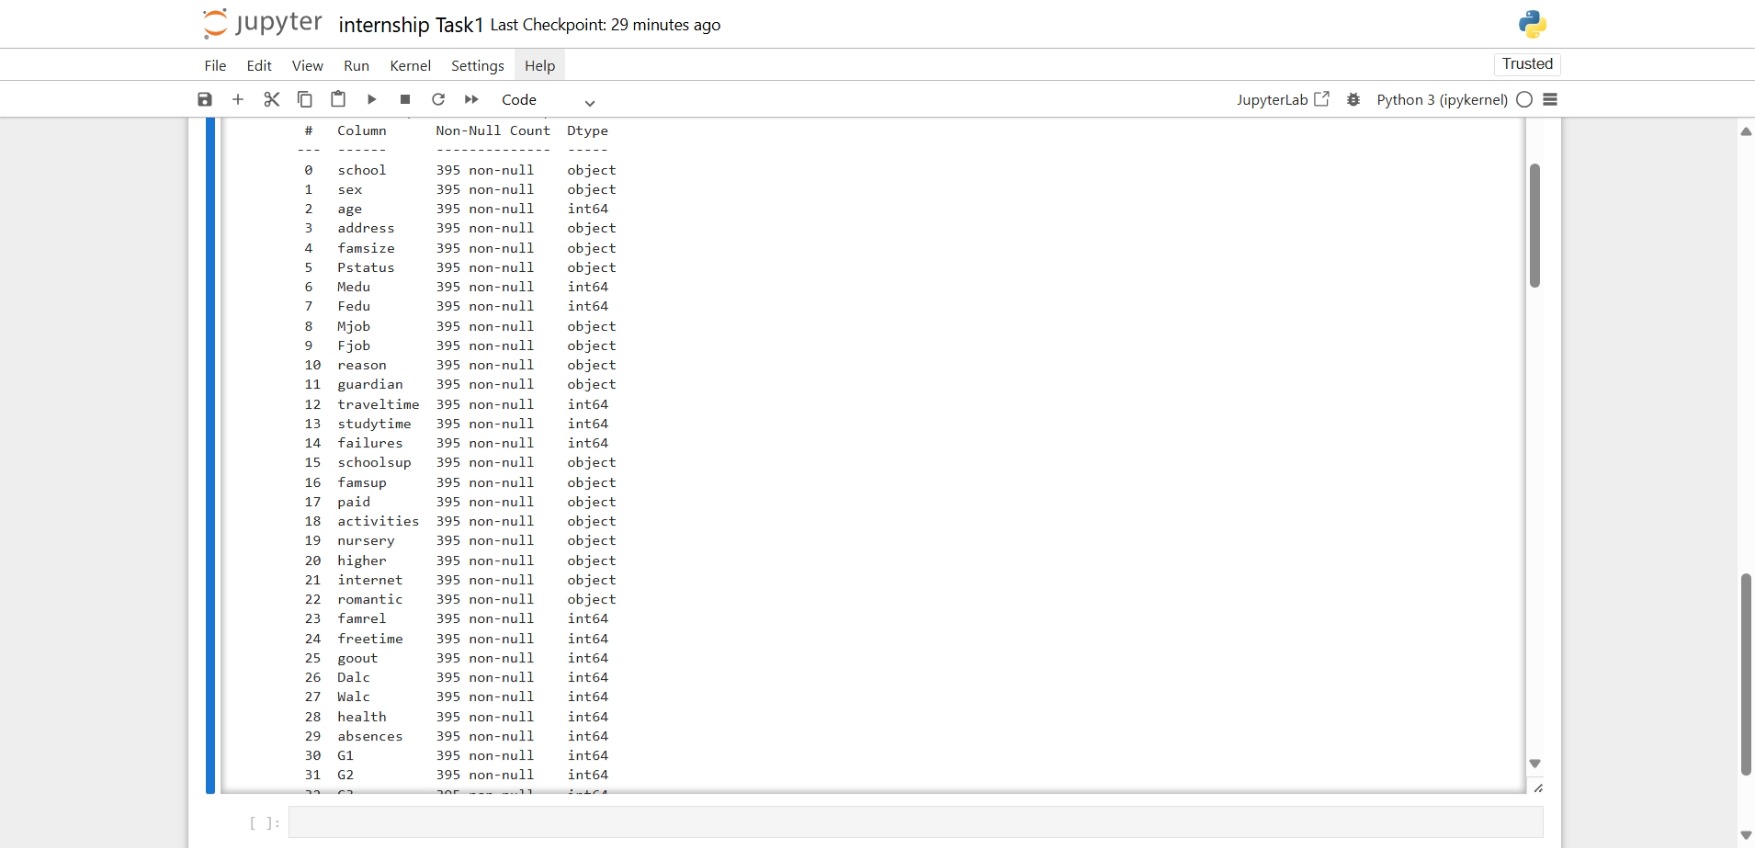 jupyter internship Task1 Last Checkpoint: 29 minutes ago
File Edit View Run Kernel Settings Help Trusted
Code JupyterLab Python 3 (ipykernel)
# Column Non-Null Count Dtype
--- ------ -------------- -----
0 school 395 non-null object
1 sex 395 non-null object
2 age 395 non-null int64
3 address 395 non-null object
4 famsize 395 non-null object
5 Pstatus 395 non-null object
6 Medu 395 non-null int64
7 Fedu 395 non-null int64
8 Mjob 395 non-null object
9 Fjob 395 non-null object
10 reason 395 non-null object
11 guardian 395 non-null object
12 traveltime 395 non-null int64
13 studytime 395 non-null int64
14 failures 395 non-null int64
15 schoolsup 395 non-null object
16 famsup 395 non-null object
17 paid 395 non-null object
18 activities 395 non-null object
19 nursery 395 non-null object
20 higher 395 non-null object
21 internet 395 non-null object
22 romantic 395 non-null object
23 famrel 395 non-null int64
24 freetime 395 non-null int64
25 goout 395 non-null int64
26 Dalc 395 non-null int64
27 Walc 395 non-null int64
28 health 395 non-null int64
29 absences 395 non-null int64
30 G1 395 non-null int64
31 G2 395 non-null int64
[ ]: